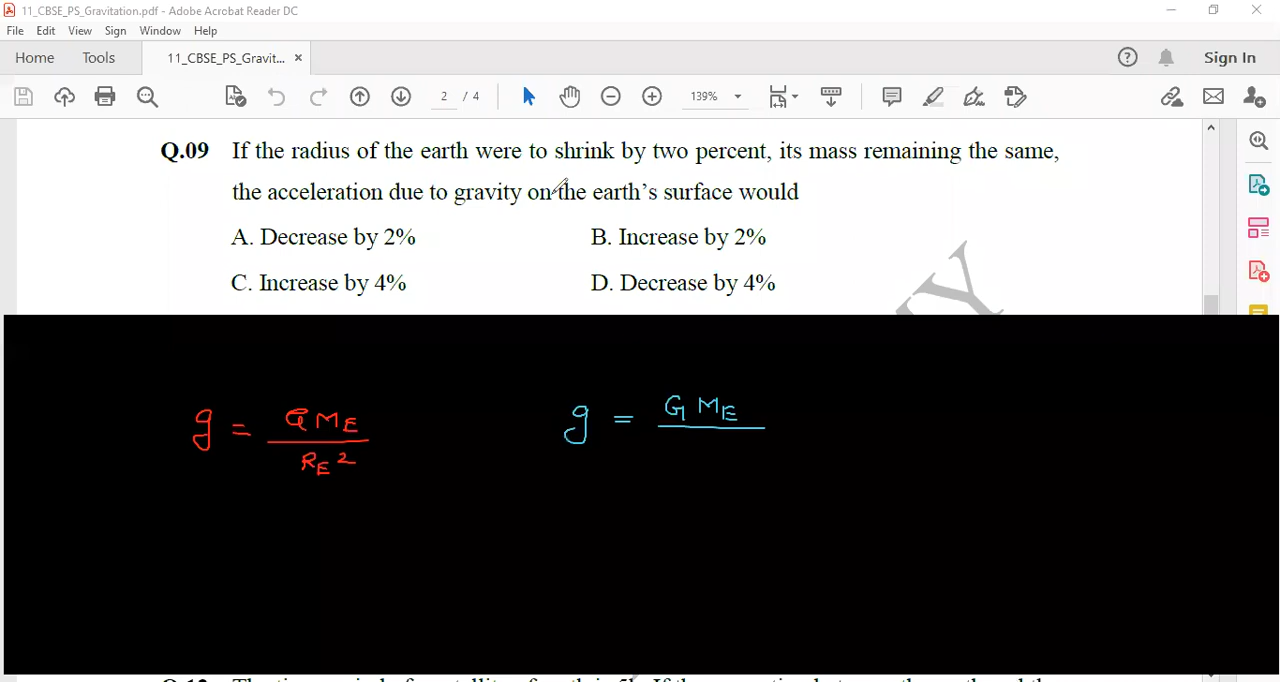 11_CBSE_PS_Gravitation.pdf - Adobe Acrobat Reader DC
File Edit View Sign Window Help
Home Tools 11_CBSE_PS_Gravit... × Sign In
2 / 4 139%
Q.09 If the radius of the earth were to shrink by two percent, its mass remaining the same,
the acceleration due to gravity on the earth's surface would
A. Decrease by 2% B. Increase by 2%
C. Increase by 4% D. Decrease by 4%
g = G M_E / R_E² g = G M_E